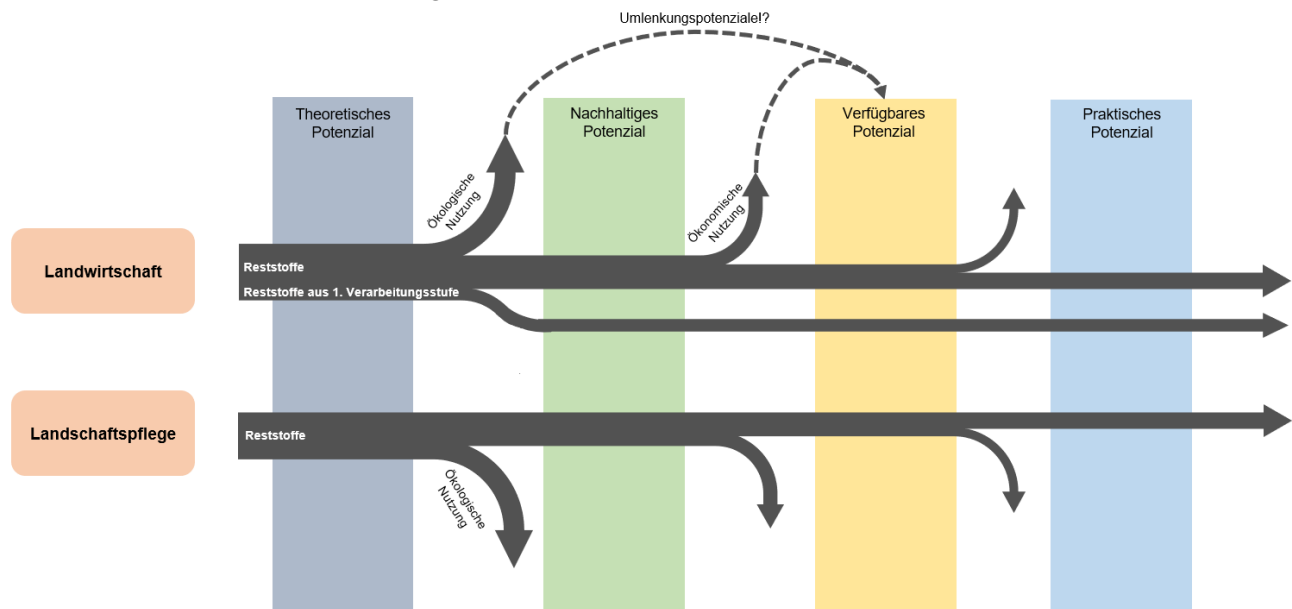 Umlenkungspotenziale!?
Theoretisches
Potenzial
Nachhaltiges
Potenzial
Verfügbares
Potenzial
Praktisches
Potenzial
Ökologische
Nutzung
Ökonomische
Nutzung
Landwirtschaft
Reststoffe
Reststoffe aus 1. Verarbeitungsstufe
Landschaftspflege
Reststoffe
Ökologische
Nutzung